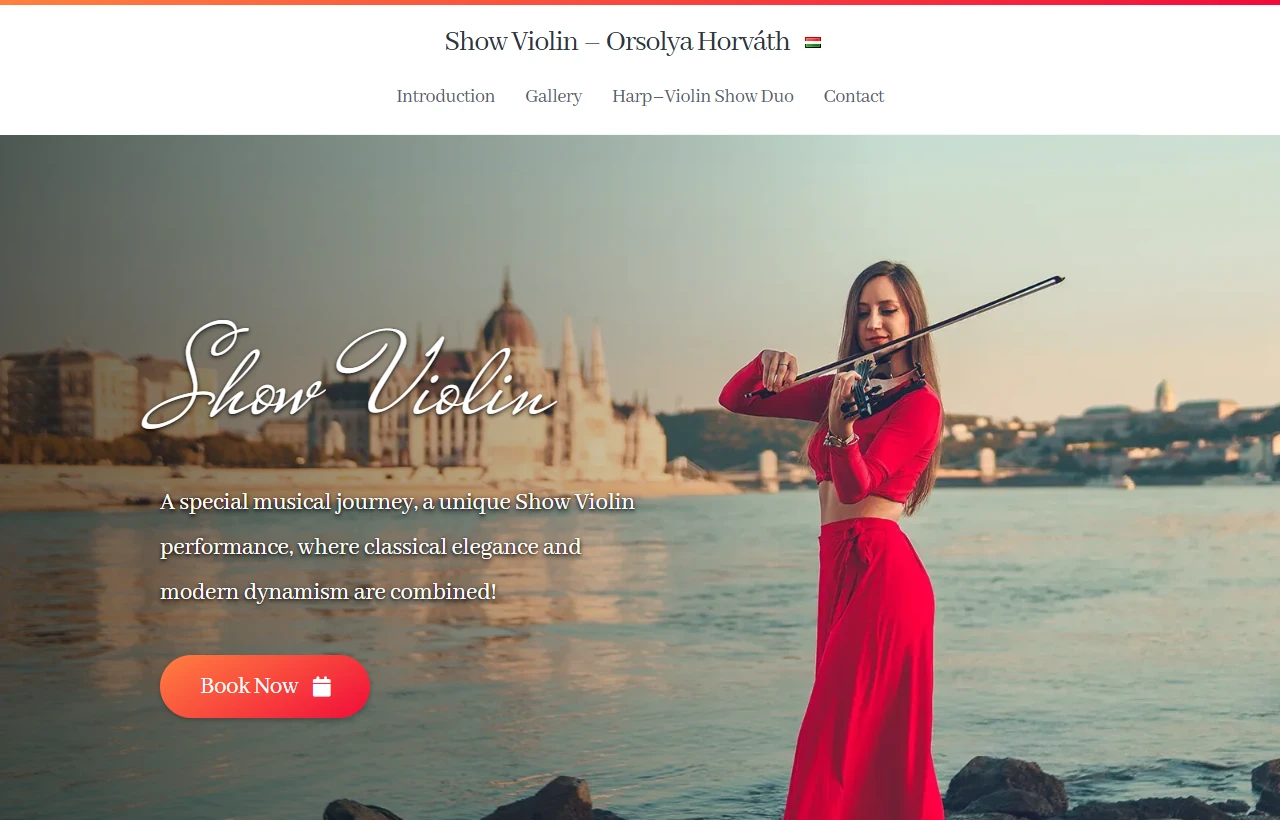 Show Violin – Orsolya Horváth
Introduction Gallery Harp–Violin Show Duo Contact
Show Violin
A special musical journey, a unique Show Violin
performance, where classical elegance and
modern dynamism are combined!
Book Now